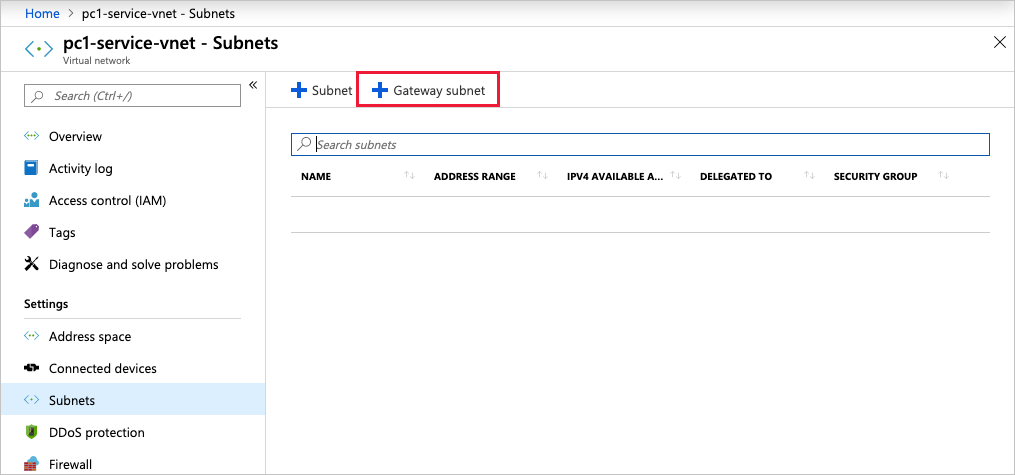 Home > pc1-service-vnet - Subnets
pc1-service-vnet - Subnets
Virtual network
Search (Ctrl+/)
Overview
Activity log
Access control (IAM)
Tags
Diagnose and solve problems
Settings
Address space
Connected devices
Subnets
DDoS protection
Firewall
Subnet
Gateway subnet
Search subnets
NAME ADDRESS RANGE IPV4 AVAILABLE A... DELEGATED TO SECURITY GROUP